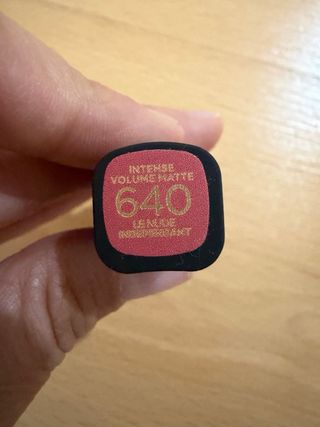 INTENSE
VOLUME MATTE
640
LE NUDE
INDEPENDANT